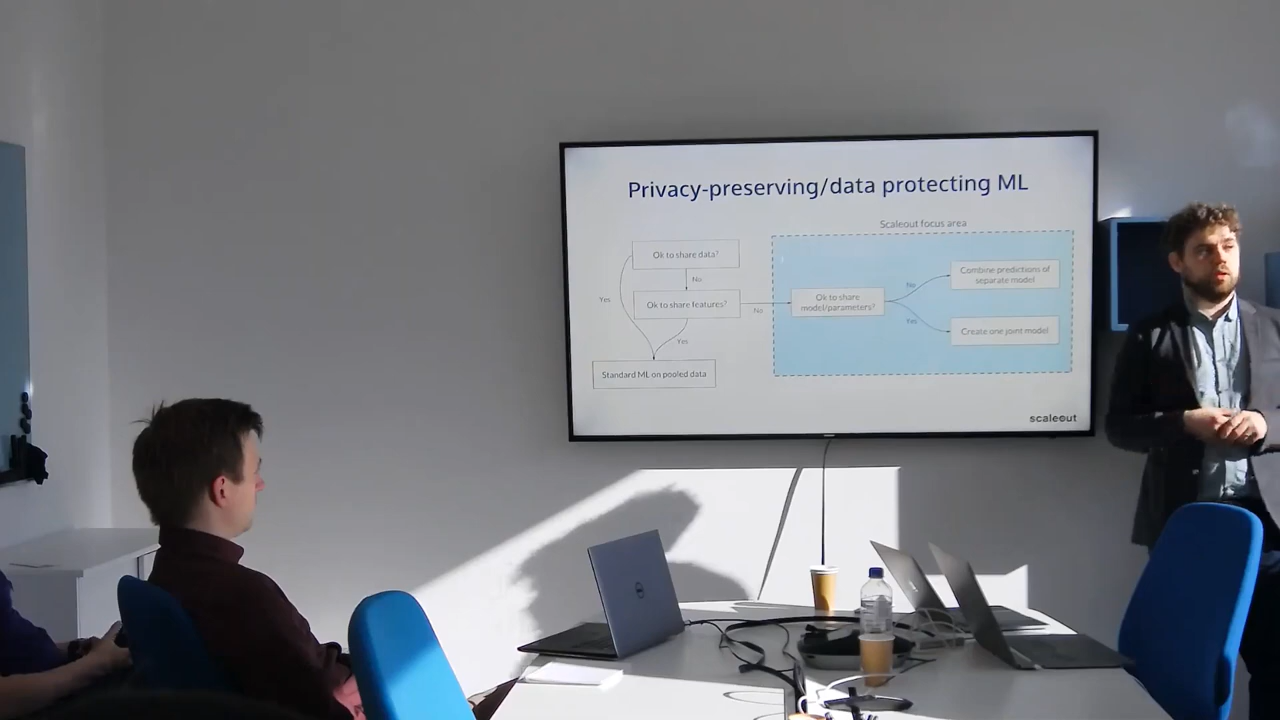 Privacy-preserving/data protecting ML
Scaleout focus area
Ok to share data?
No
Yes
Ok to share features?
No
Yes
Standard ML on pooled data
Ok to share
model/parameters?
No
Yes
Combine predictions of
separate model
Create one joint model
scaleout
DELL